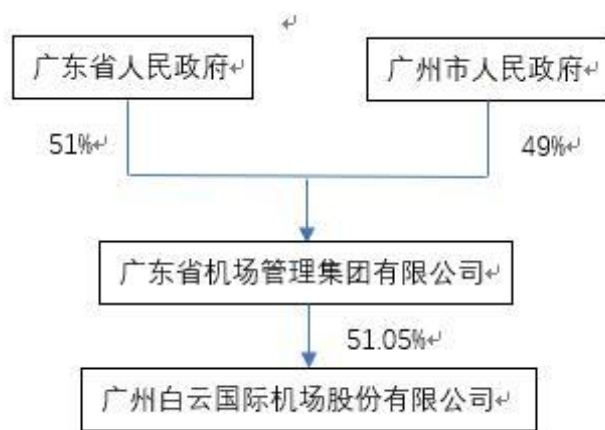 广东省人民政府
广州市人民政府
51%
49%
广东省机场管理集团有限公司
51.05%
广州白云国际机场股份有限公司